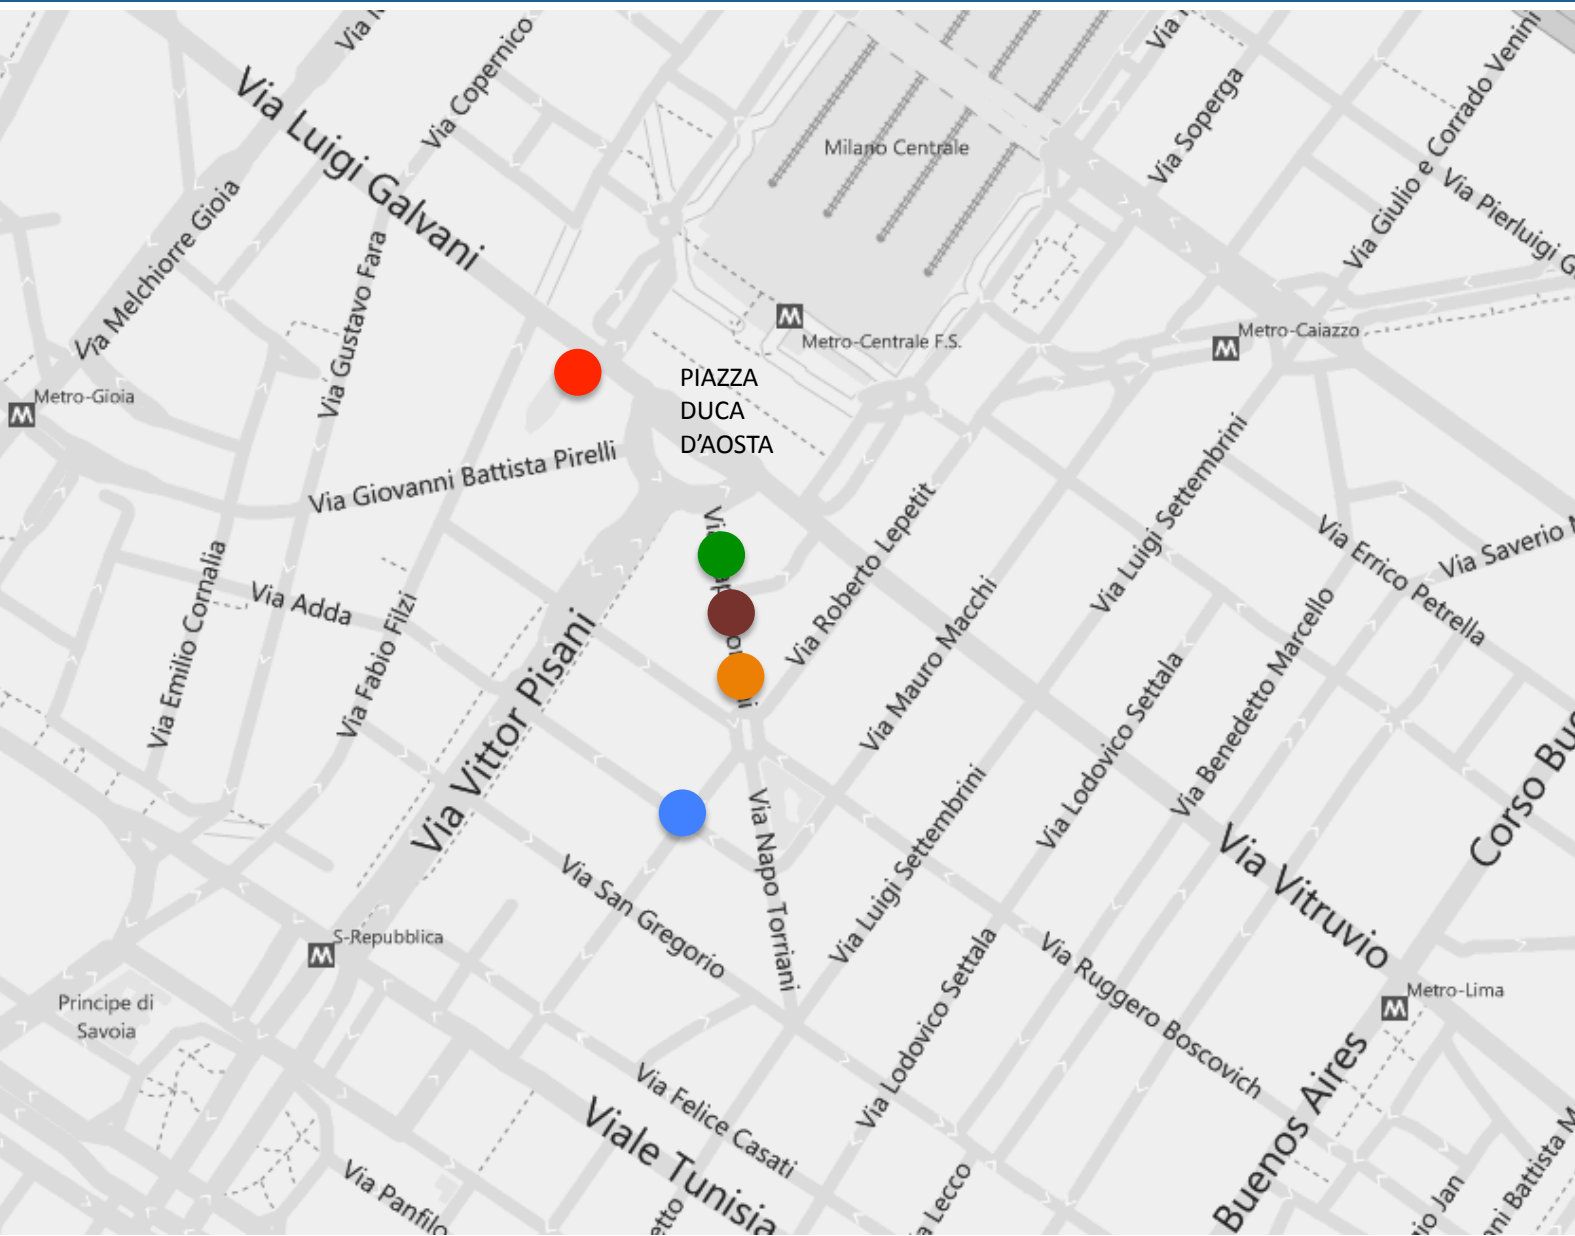 Via Copernico
Via Luigi Galvani
Milano Centrale
Via Soperga
Via Giulio e Corrado Venini
Via Pierluigi
Via Melchiorre Gioia
Via Gustavo Fara
Metro-Centrale F.S.
Metro-Caiazzo
Metro-Gioia
PIAZZA
DUCA
D'AOSTA
Via Giovanni Battista Pirelli
Via Roberto Lepetit
Via Luigi Settembrini
Via Errico Petrella
Via Saverio
Via Emilio Cornalia
Via Adda
Via Fabio Filzi
Via Vittor Pisani
Via Mauro Macchi
Via Lodovico Settala
Via Benedetto Marcello
Corso
Via Vitruvio
Via San Gregorio
Via Napo Torriani
Via Luigi Settembrini
S-Repubblica
Principe di
Savoia
Via Lodovico Settala
Via Ruggero Boscovich
Metro-Lima
Buenos Aires
Via Felice Casati
Viale Tunisia
Via Panfilo
Lecco